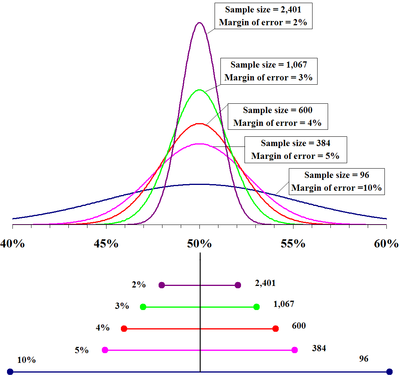 Sample size = 2,401
Margin of error = 2%
Sample size = 1,067
Margin of error = 3%
Sample size = 600
Margin of error = 4%
Sample size = 384
Margin of error = 5%
Sample size = 96
Margin of error =10%
40% 45% 50% 55% 60%
2% 2,401
3% 1,067
4% 600
5% 384
10% 96